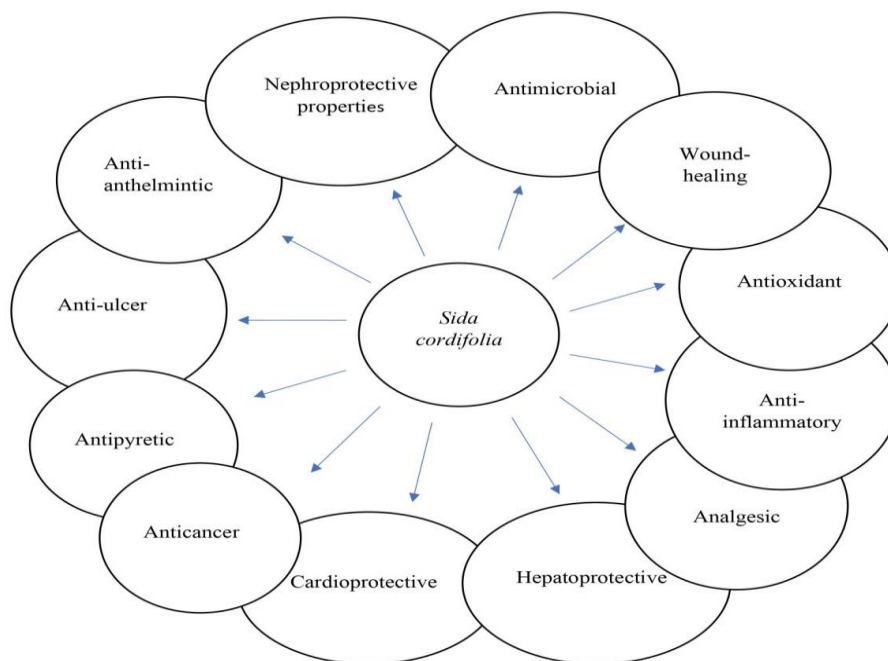 Nephroprotective
properties
Antimicrobial
Wound-
healing
Antioxidant
Anti-
inflammatory
Analgesic
Hepatoprotective
Cardioprotective
Anticancer
Antipyretic
Anti-ulcer
Anti-
anthelmintic
Sida
cordifolia